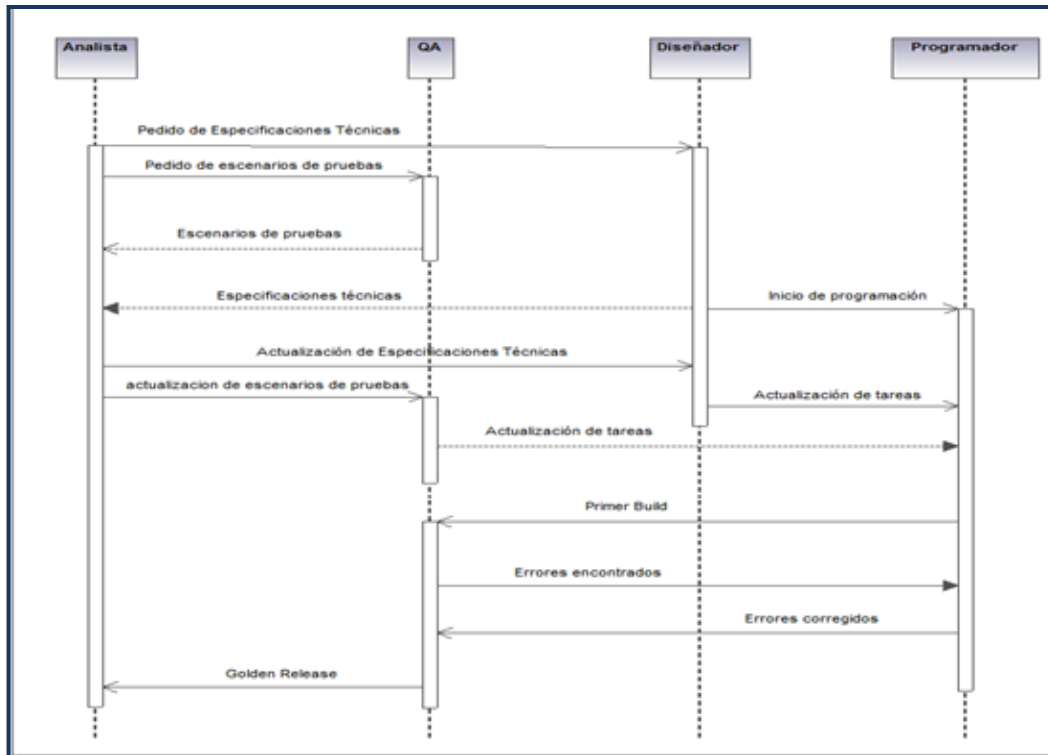 Analista
QA
Diseñador
Programador
Pedido de Especificaciones Técnicas
Pedido de escenarios de pruebas
Escenarios de pruebas
Especificaciones técnicas
Inicio de programación
Actualización de Especificaciones Técnicas
actualizacion de escenarios de pruebas
Actualización de tareas
Actualización de tareas
Primer Build
Errores encontrados
Errores corregidos
Golden Release